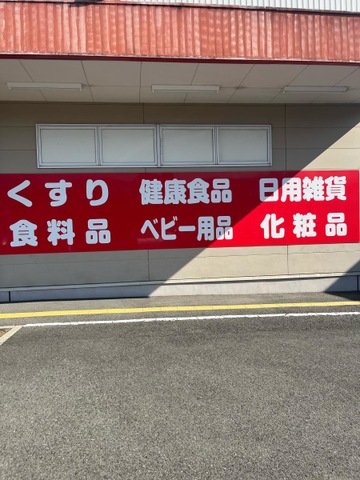 くすり 健康食品 日用雑貨
食料品 ベビー用品 化粧品